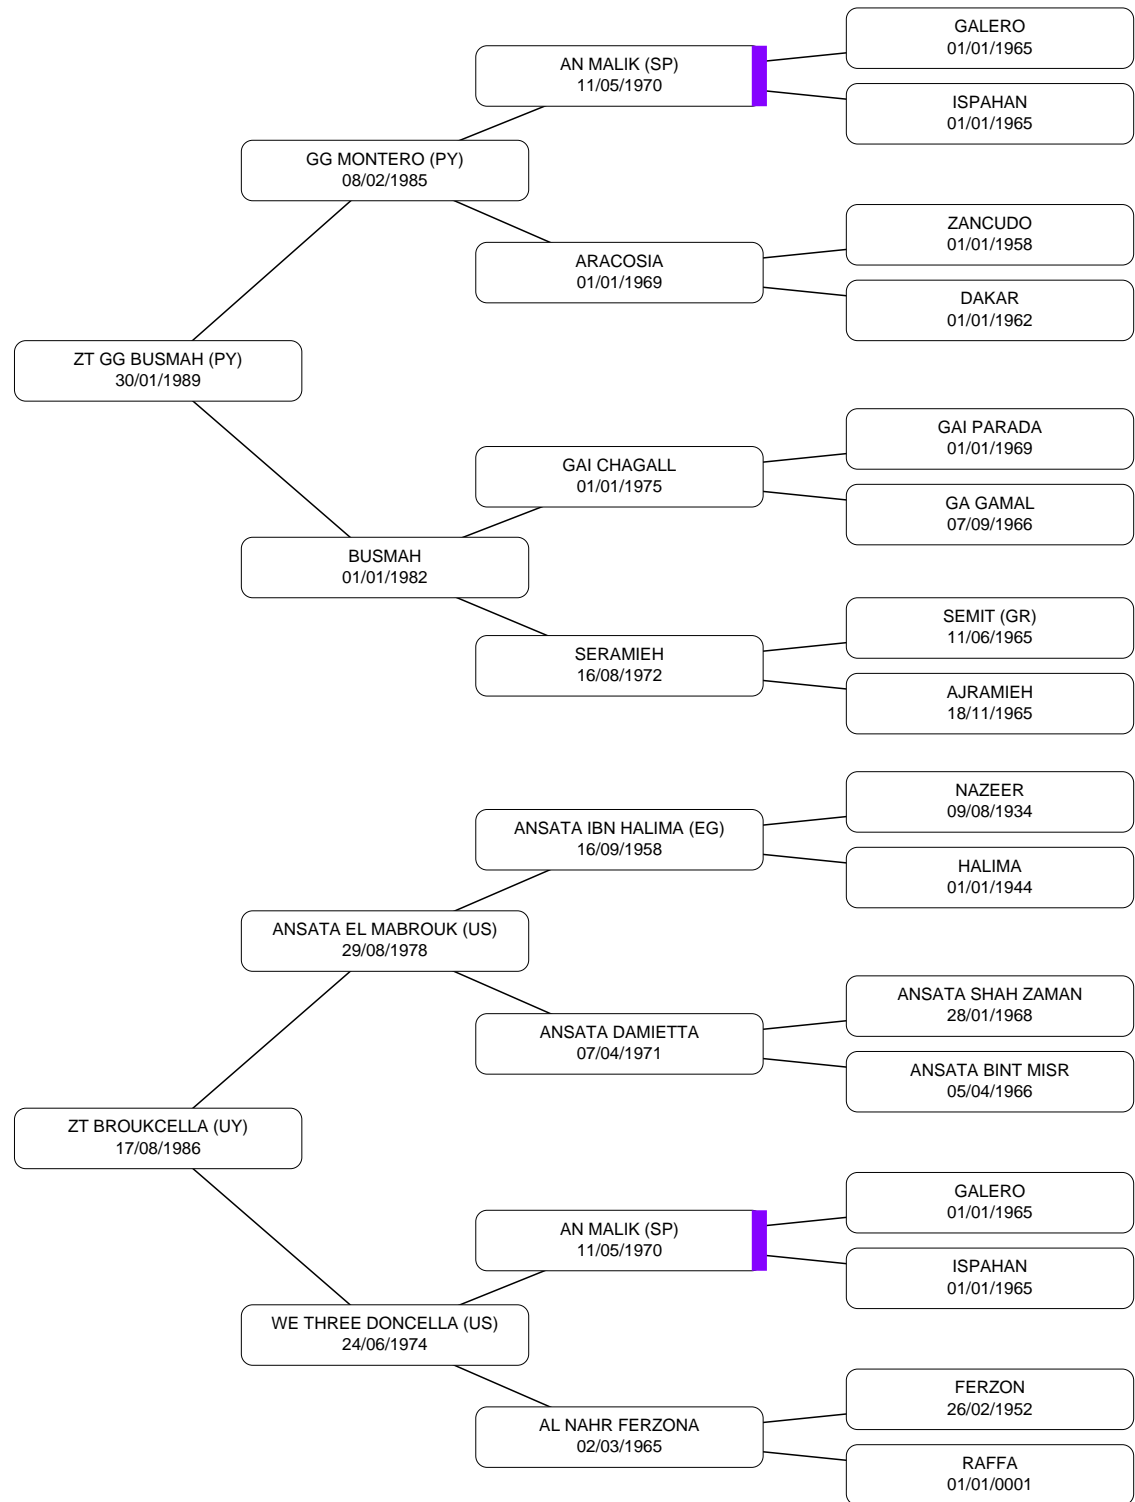 GALERO
01/01/1965
AN MALIK (SP)
11/05/1970
ISPAHAN
01/01/1965
GG MONTERO (PY)
08/02/1985
ZANCUDO
01/01/1958
ARACOSIA
01/01/1969
DAKAR
01/01/1962
ZT GG BUSMAH (PY)
30/01/1989
GAI PARADA
01/01/1969
GAI CHAGALL
01/01/1975
GA GAMAL
07/09/1966
BUSMAH
01/01/1982
SEMIT (GR)
11/06/1965
SERAMIEH
16/08/1972
AJRAMIEH
18/11/1965
NAZEER
09/08/1934
ANSATA IBN HALIMA (EG)
16/09/1958
HALIMA
01/01/1944
ANSATA EL MABROUK (US)
29/08/1978
ANSATA SHAH ZAMAN
28/01/1968
ANSATA DAMIETTA
07/04/1971
ANSATA BINT MISR
05/04/1966
ZT BROUKCELLA (UY)
17/08/1986
GALERO
01/01/1965
AN MALIK (SP)
11/05/1970
ISPAHAN
01/01/1965
WE THREE DONCELLA (US)
24/06/1974
FERZON
26/02/1952
AL NAHR FERZONA
02/03/1965
RAFFA
01/01/0001